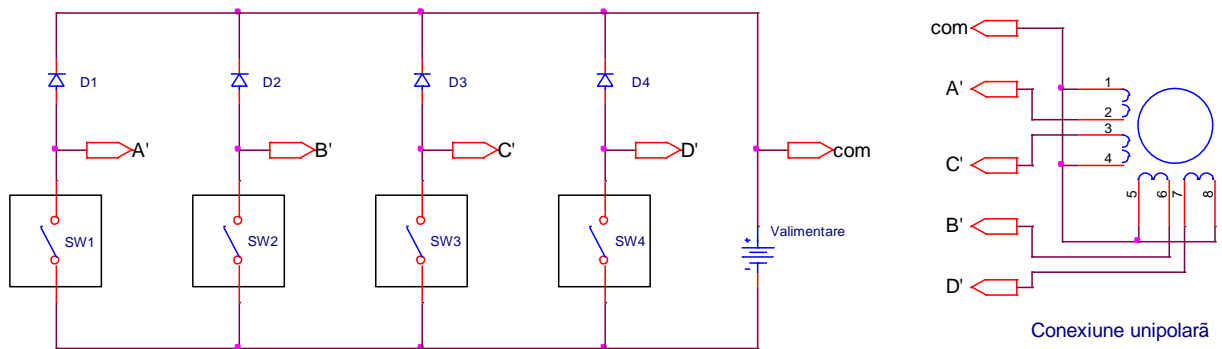 D1
D2
D3
D4
A'
B'
C'
D'
com
SW1
SW2
SW3
SW4
Valimentare
+
-
com
A'
C'
B'
D'
1
2
3
4
5
6
7
8
Conexiune unipolarã